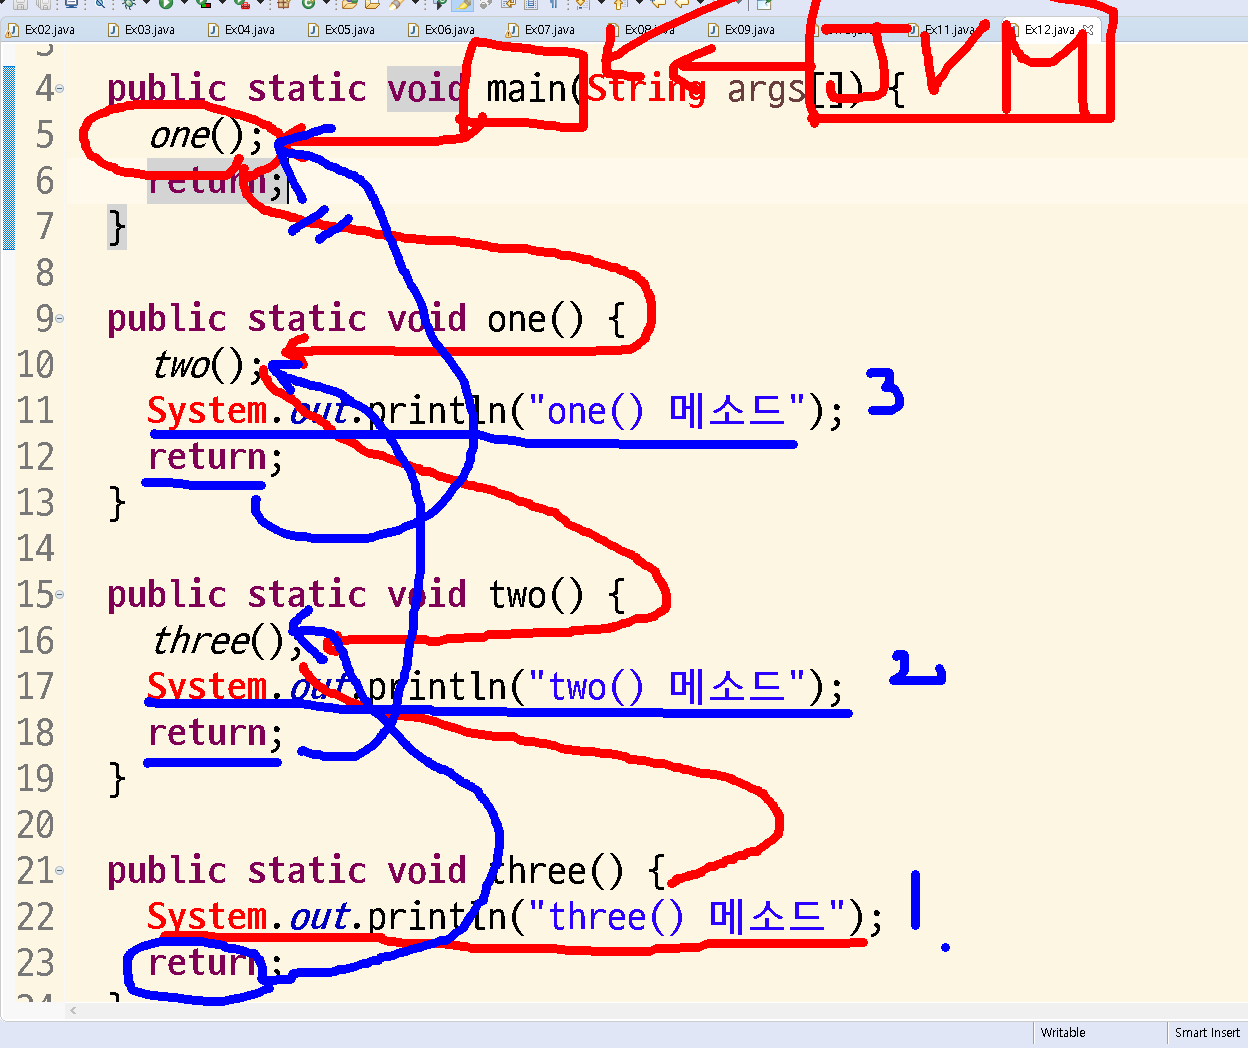 Ex02.java Ex03.java Ex04.java Ex05.java Ex06.java Ex07.java Ex09.java Ex11.java Ex12.java
JVM
3
4 public static void main(String args[]) {
5 one();
6 return;
7 }
8
9 public static void one() {
10 two();
11 System.out.println("one() 메소드"); 3
12 return;
13 }
14
15 public static void two() {
16 three();
17 System.out.println("two() 메소드"); 2
18 return;
19 }
20
21 public static void three() {
22 System.out.println("three() 메소드"); 1.
23 return;
24 }
Writable Smart Insert